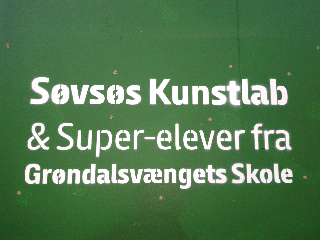 Søvsøs Kunstlab
& Super-elever fra
Grøndalsvængets Skole